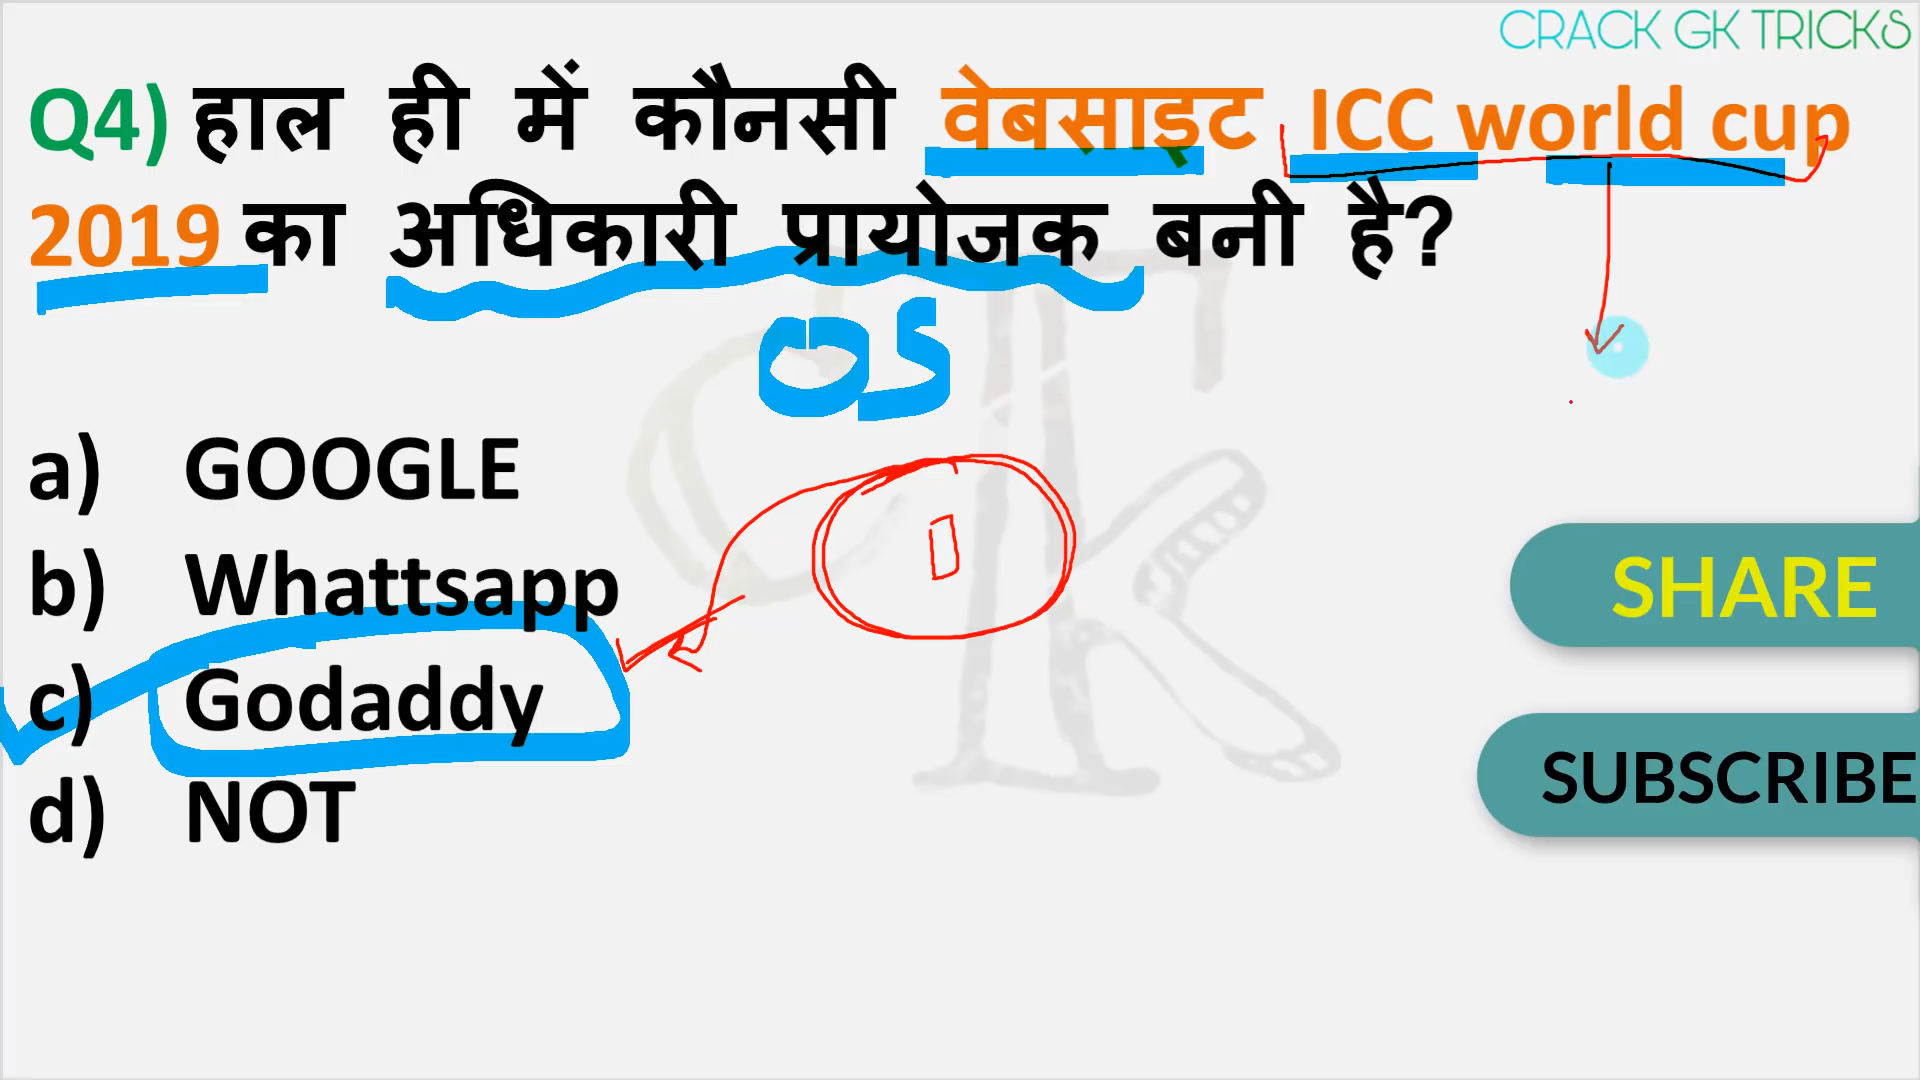 CRACK GK TRICKS
Q4) हाल ही में कौनसी वेबसाइट ICC world cup
2019 का अधिकारी प्रायोजक बनी है?
OS
a) GOOGLE
b) Whattsapp
c) Godaddy
d) NOT
SHARE
SUBSCRIBE